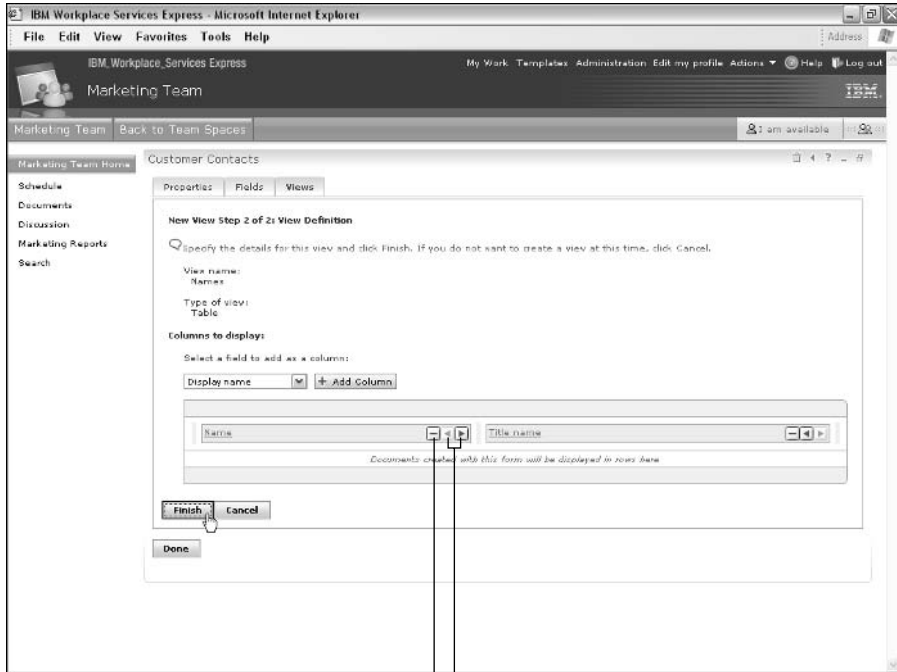 IBM Workplace Services Express - Microsoft Internet Explorer
File Edit View Favorites Tools Help Address
IBM_Workplace_Services Express My Work Templates Administration Edit my profile Actions Help Log out
Marketing Team IBM.
Marketing Team Back to Team Spaces I am available
Marketing Team Home
Schedule
Documents
Discussion
Marketing Reports
Search
Customer Contacts
Properties Fields Views
New View Step 2 of 2: View Definition
Specify the details for this view and click Finish. If you do not want to create a view at this time, click Cancel.
View name:
Names
Type of view:
Table
Columns to display:
Select a field to add as a column:
Display name + Add Column
Name Title name
Documents created with this form will be displayed in rows here
Finish Cancel
Done